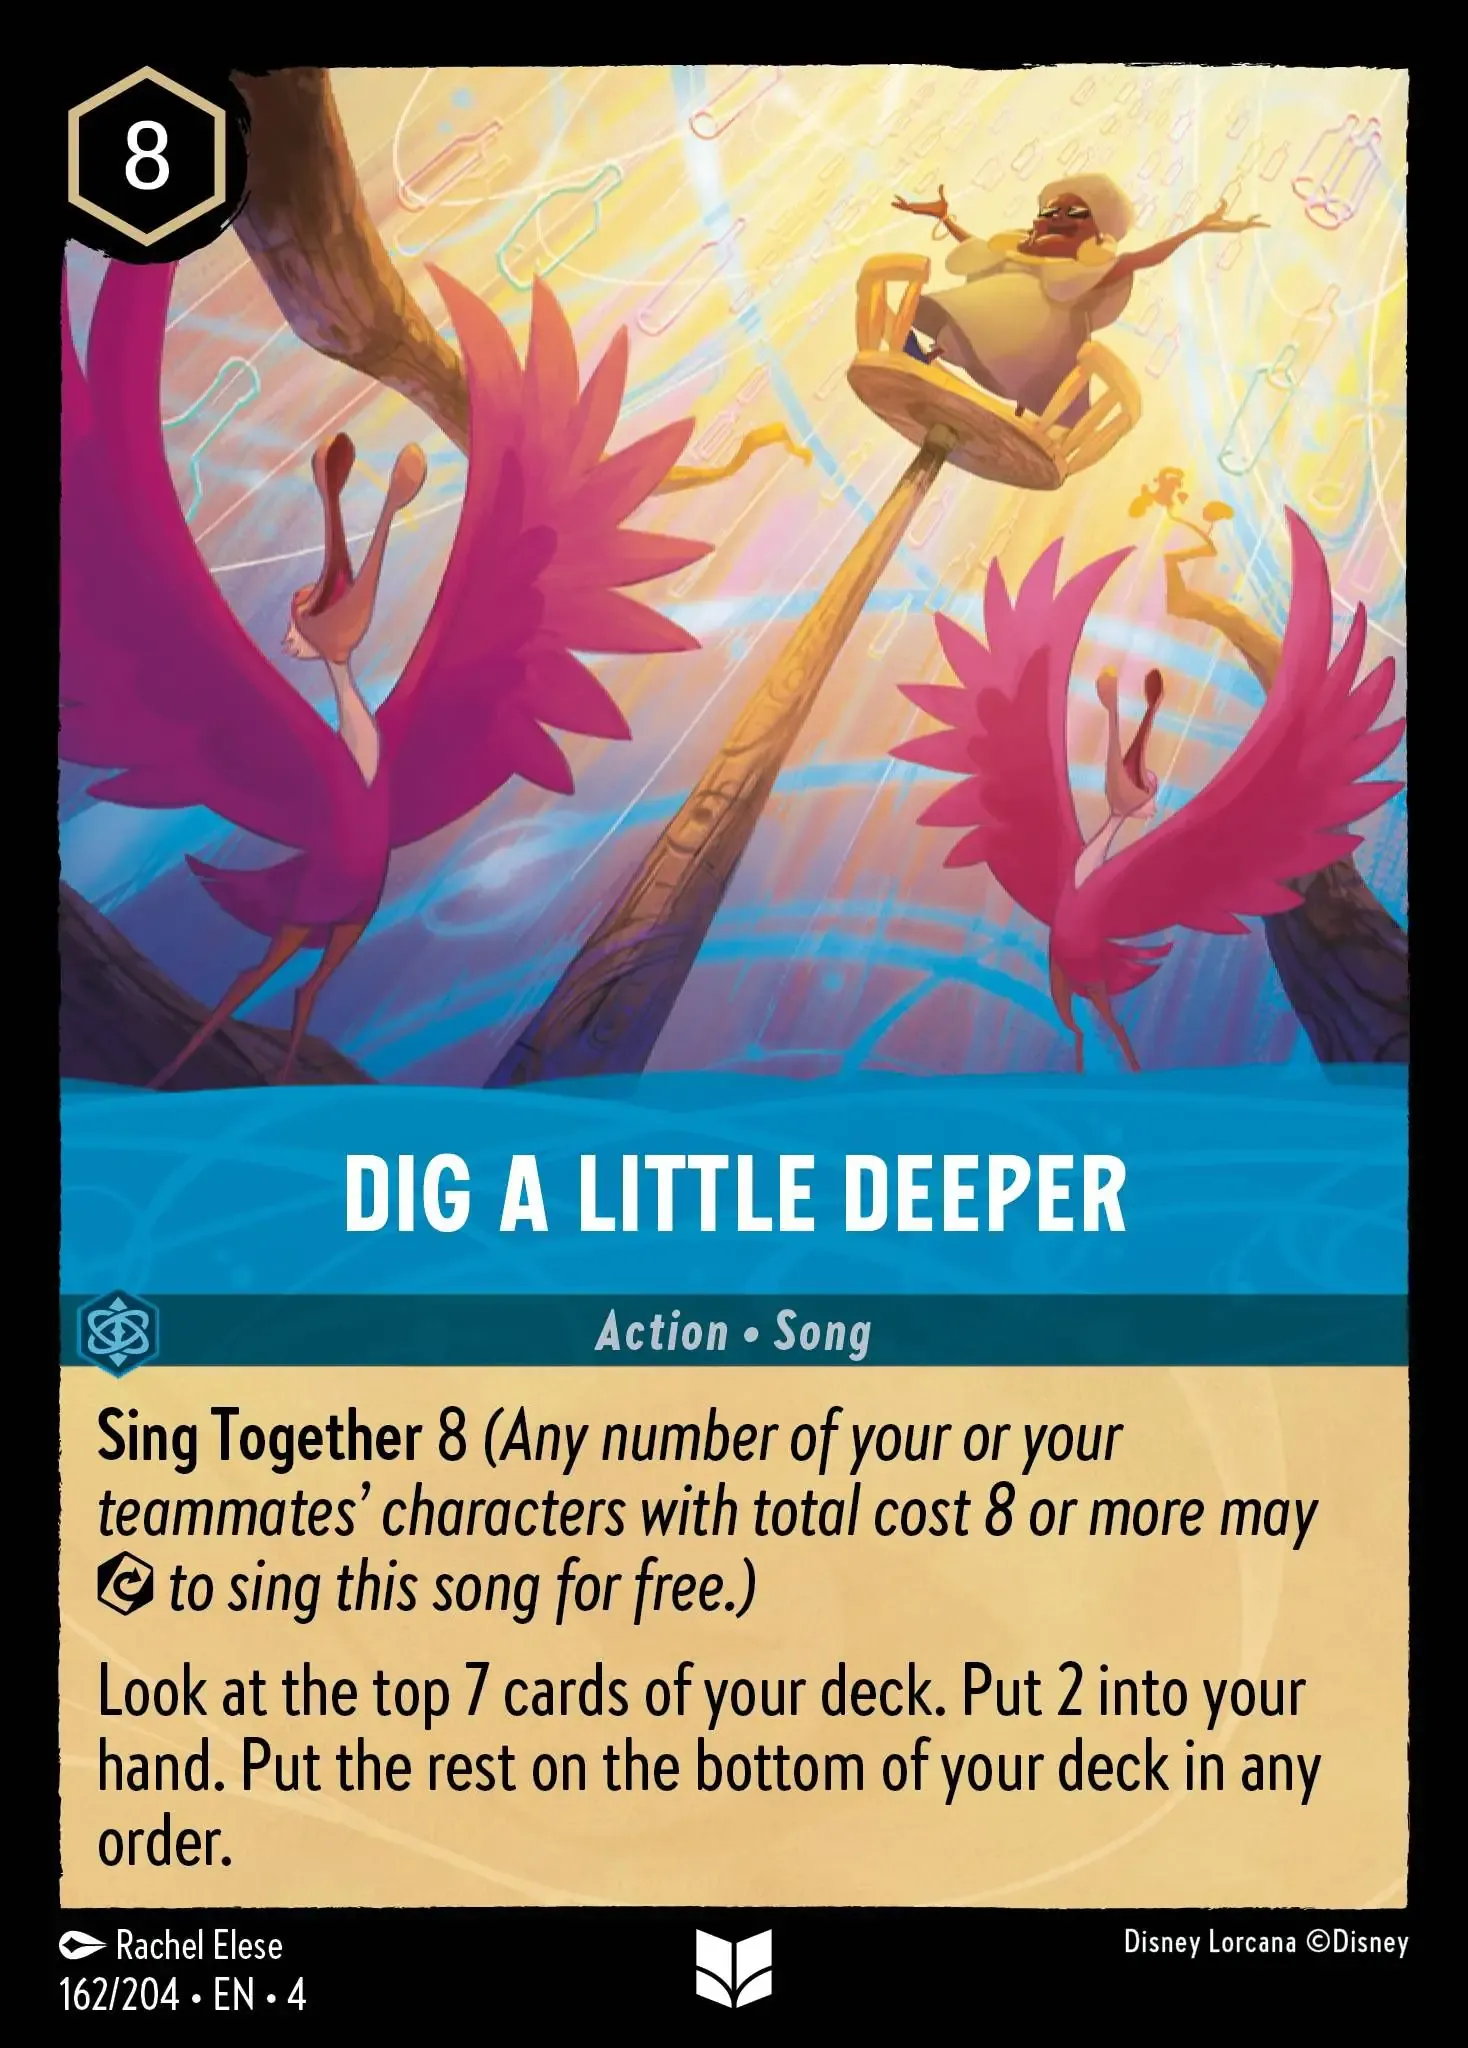 8
DIG A LITTLE DEEPER
Action • Song
Sing Together 8 (Any number of your or your
teammates’ characters with total cost 8 or more may
to sing this song for free.)
Look at the top 7 cards of your deck. Put 2 into your
hand. Put the rest on the bottom of your deck in any
order.
Rachel Elese
Disney Lorcana ©Disney
162/204 • EN • 4